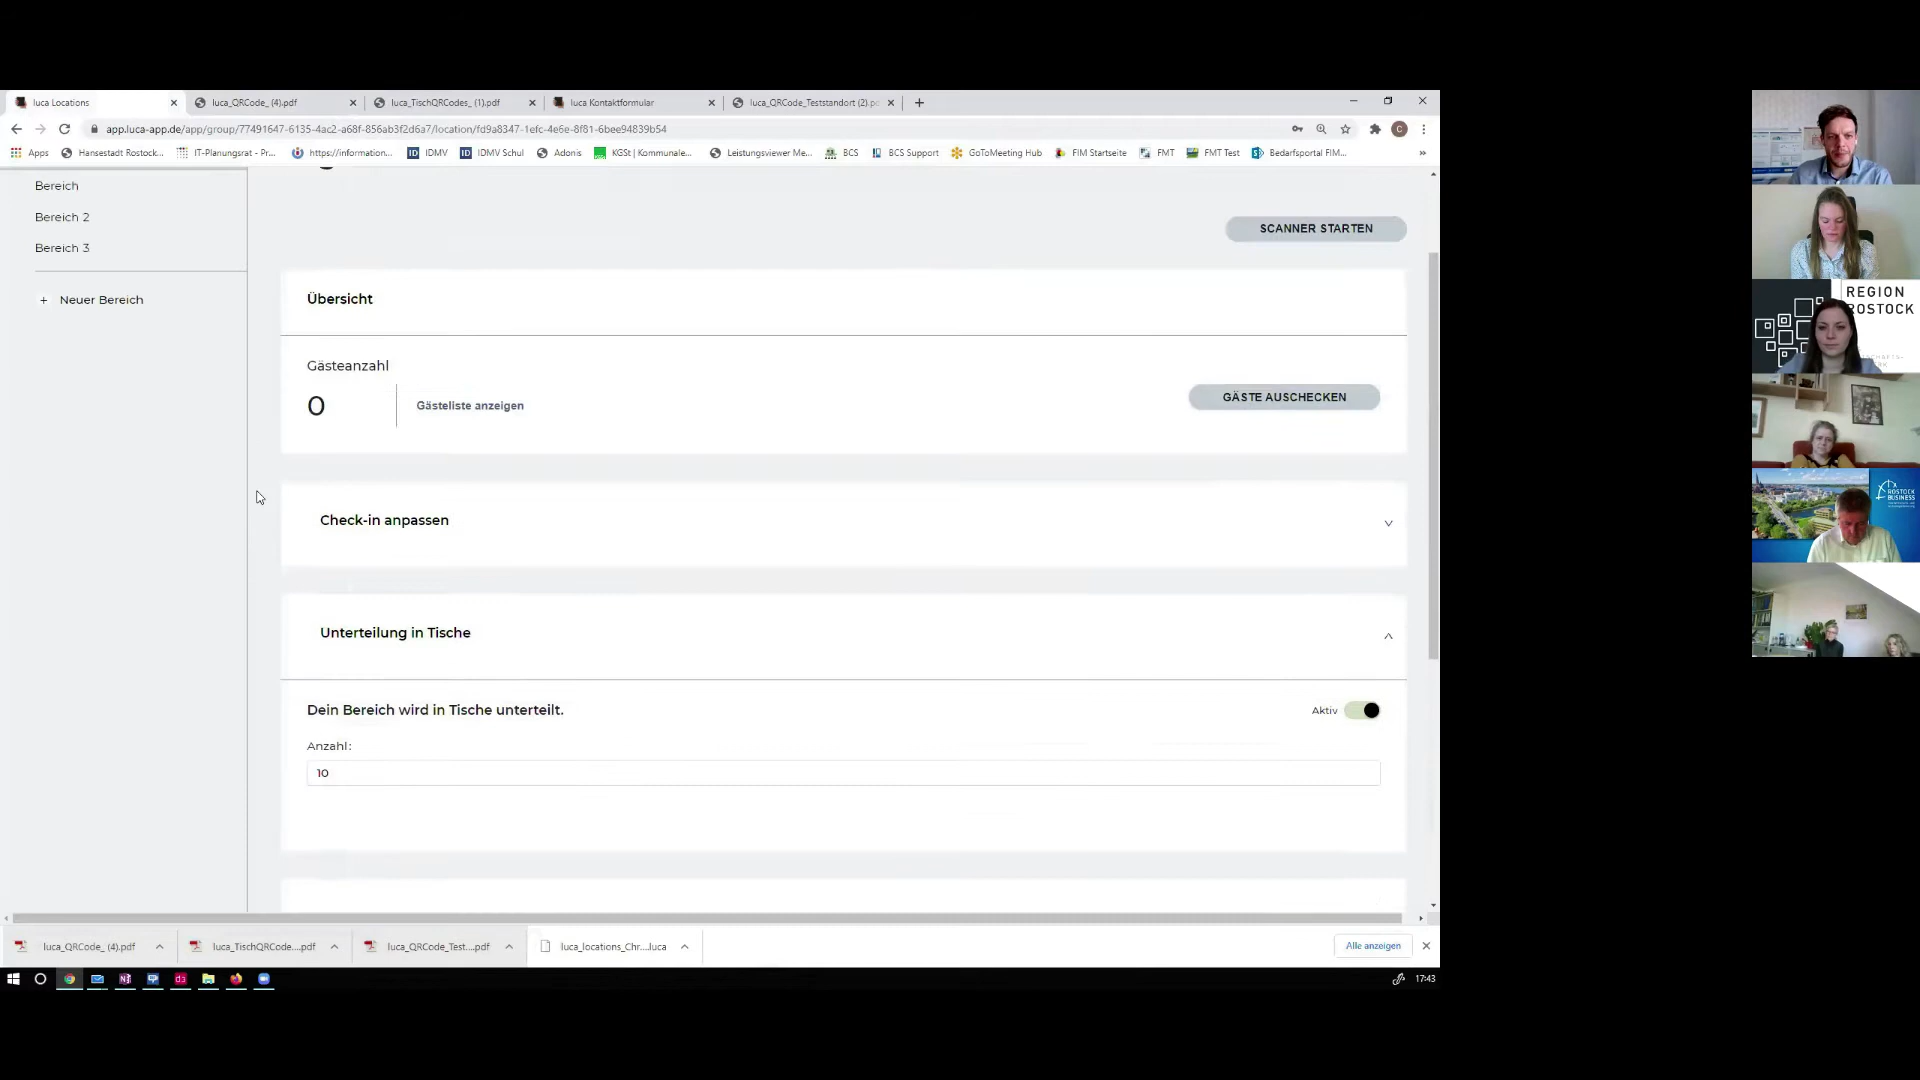 luca Locations
luca_QRCode_ (4).pdf
luca_TischQRCodes_ (1).pdf
luca Kontaktformular
luca_QRCode_Teststandort (2).pd
app.luca-app.de/app/group/77491647-6135-4ac2-a68f-856ab3f2d6a7/location/fd9a8347-1efc-4e6e-8f81-6bee94839b54
C
Apps
Hansestadt Rostock...
IT-Planungsrat - Pr...
https://information...
IDMV
IDMV Schul
Adonis
KGSt | Kommunale...
Leistungsviewer Me...
BCS
BCS Support
GoToMeeting Hub
FIM Startseite
FMT
FMT Test
Bedarfsportal FIM...
»
Bereich
Bereich 2
Bereich 3
+ Neuer Bereich
SCANNER STARTEN
Übersicht
Gästeanzahl
0
Gästeliste anzeigen
GÄSTE AUSCHECKEN
Check-in anpassen
Unterteilung in Tische
Dein Bereich wird in Tische unterteilt.
Aktiv
Anzahl:
10
luca_QRCode_ (4).pdf
luca_TischQRCode....pdf
luca_QRCode_Test....pdf
luca_locations_Chr....luca
Alle anzeigen
17:43
REGION
ROSTOCK
ROSTOCK
BUSINESS